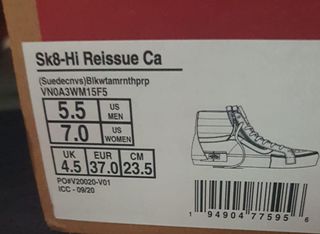 Sk8-Hi Reissue Ca
(Suedecnvs)Blkwtamrnthprp
VN0A3WM15F5
5.5 US MEN
7.0 US WOMEN
UK EUR CM
4.5 37.0 23.5
PO#V20020-V01
ICC - 09/20
1 94904 77595 6